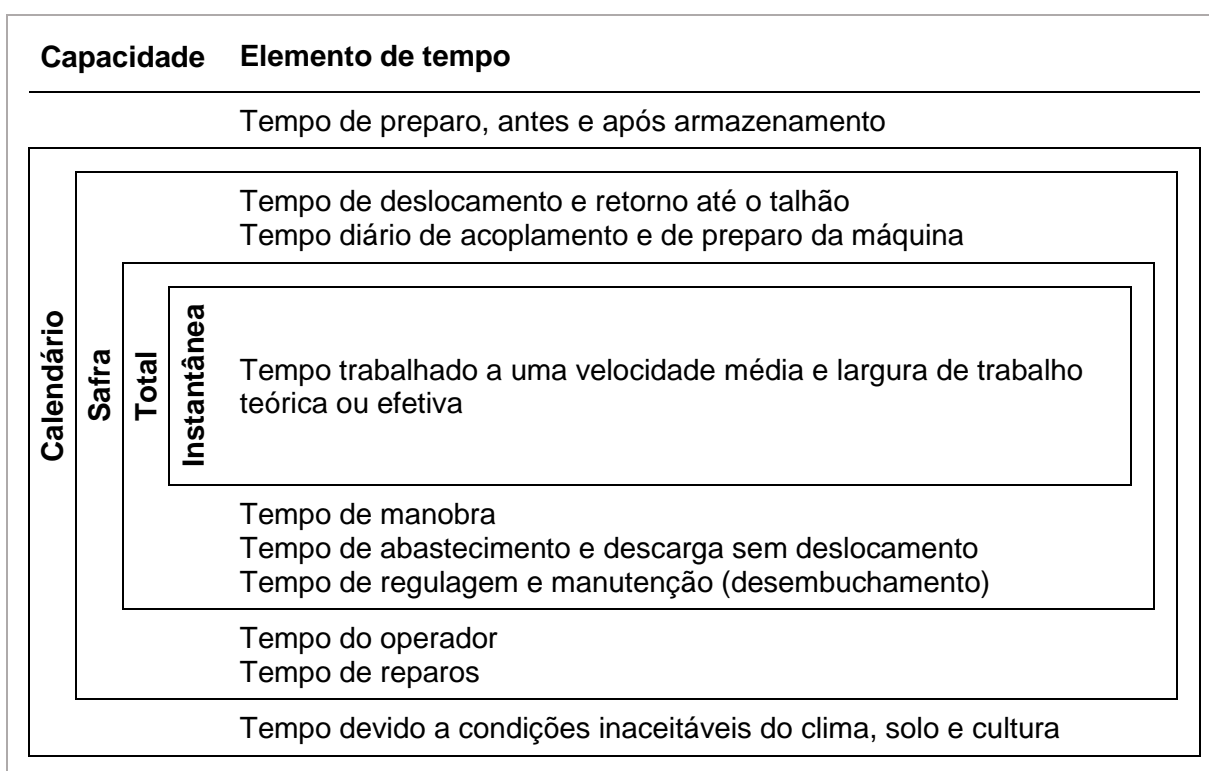 Capacidade Elemento de tempo
Tempo de preparo, antes e após armazenamento
Calendário
Safra
Total
Instantânea
Tempo de deslocamento e retorno até o talhão
Tempo diário de acoplamento e de preparo da máquina
Tempo trabalhado a uma velocidade média e largura de trabalho
teórica ou efetiva
Tempo de manobra
Tempo de abastecimento e descarga sem deslocamento
Tempo de regulagem e manutenção (desembuchamento)
Tempo do operador
Tempo de reparos
Tempo devido a condições inaceitáveis do clima, solo e cultura